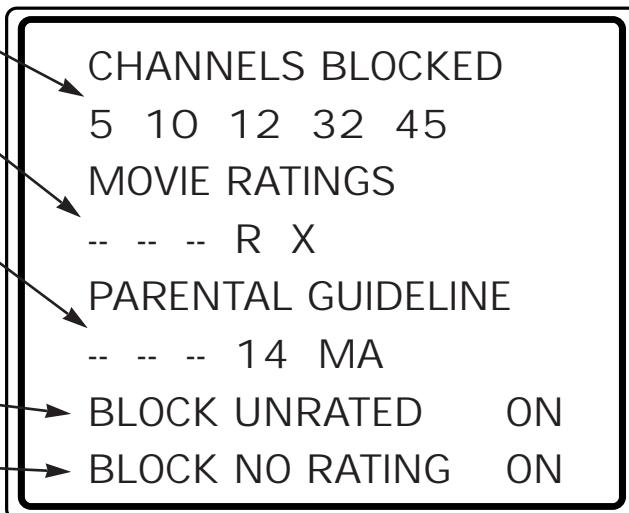 CHANNELS BLOCKED
5 10 12 32 45
MOVIE RATINGS
-- -- -- R X
PARENTAL GUIDELINE
-- -- -- 14 MA
BLOCK UNRATED ON
BLOCK NO RATING ON